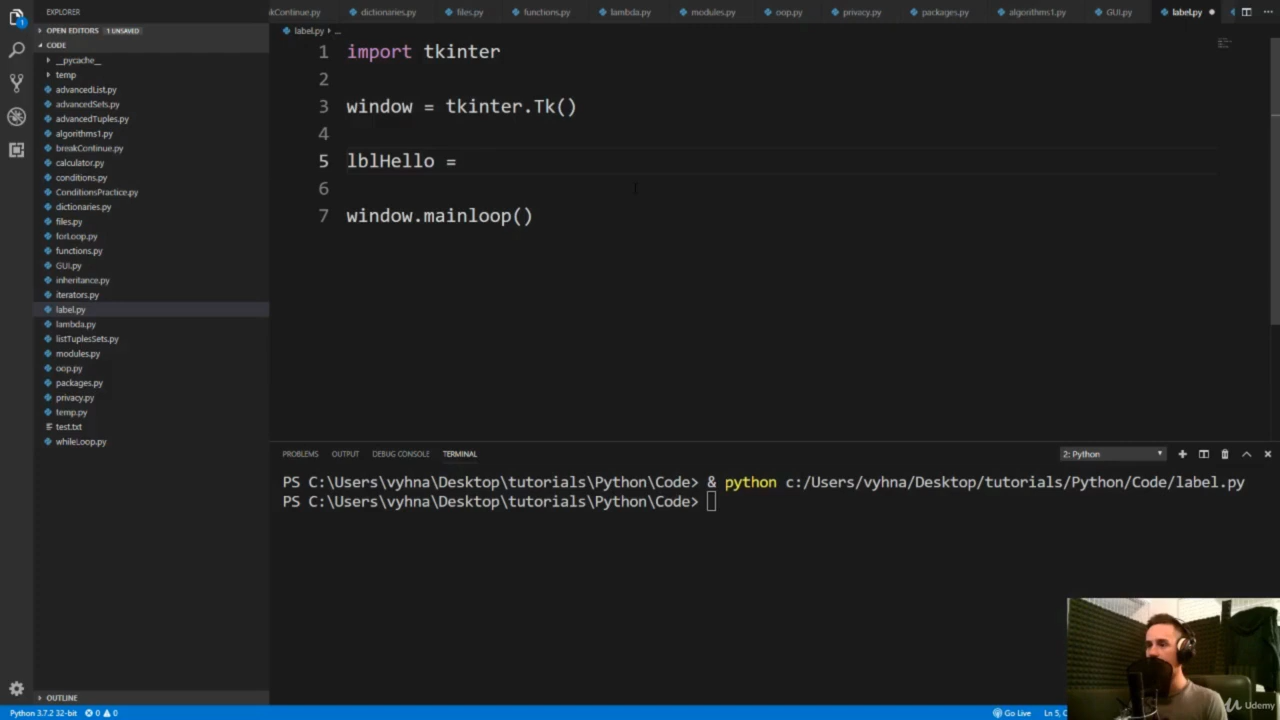 EXPLORER
OPEN EDITORS 1 UNSAVED
CODE
__pycache__
temp
advancedList.py
advancedSets.py
advancedTuples.py
algorithms1.py
breakContinue.py
calculator.py
conditions.py
ConditionsPractice.py
dictionaries.py
files.py
forLoop.py
functions.py
GUI.py
inheritance.py
iterators.py
label.py
lambda.py
listTuplesSets.py
modules.py
oop.py
packages.py
privacy.py
temp.py
test.txt
whileLoop.py
OUTLINE
akContinue.py dictionaries.py files.py functions.py lambda.py modules.py oop.py privacy.py packages.py algorithms1.py GUI.py label.py
label.py > ...
1 import tkinter
2
3 window = tkinter.Tk()
4
5 lblHello =
6
7 window.mainloop()
PROBLEMS OUTPUT DEBUG CONSOLE TERMINAL 2: Python
PS C:\Users\vyhna\Desktop\tutorials\Python\Code> & python c:/Users/vyhna/Desktop/tutorials/Python/Code/label.py
PS C:\Users\vyhna\Desktop\tutorials\Python\Code>
Udemy
Python 3.7.2 32-bit 0 0 Go Live Ln 5, C